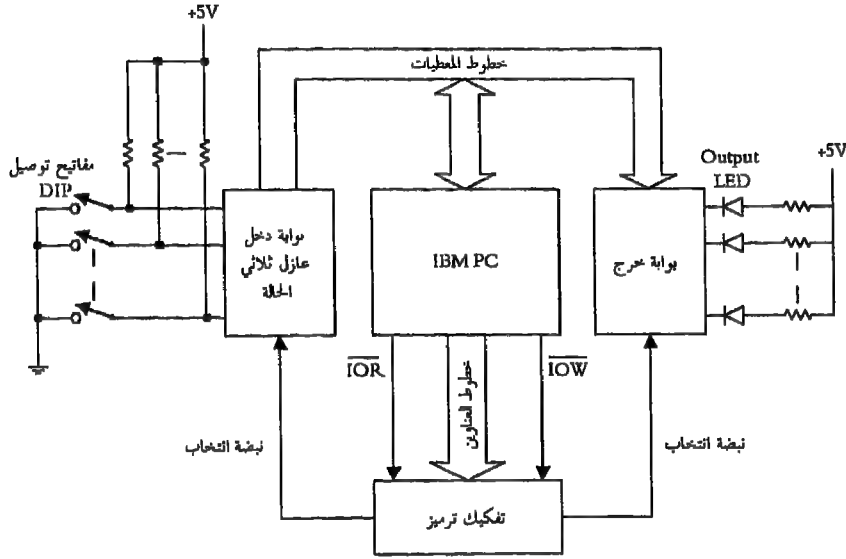 +5V
خطوط المعطيات
مفاتيح توصيل
DIP
Output
LED
+5V
بوابة دخل
عازل ثلاثي
الحالة
IBM PC
بوابة خرج
IOR
خطوط العناوين
IOW
نبضة انتخاب
نبضة انتخاب
تفكيك ترميز